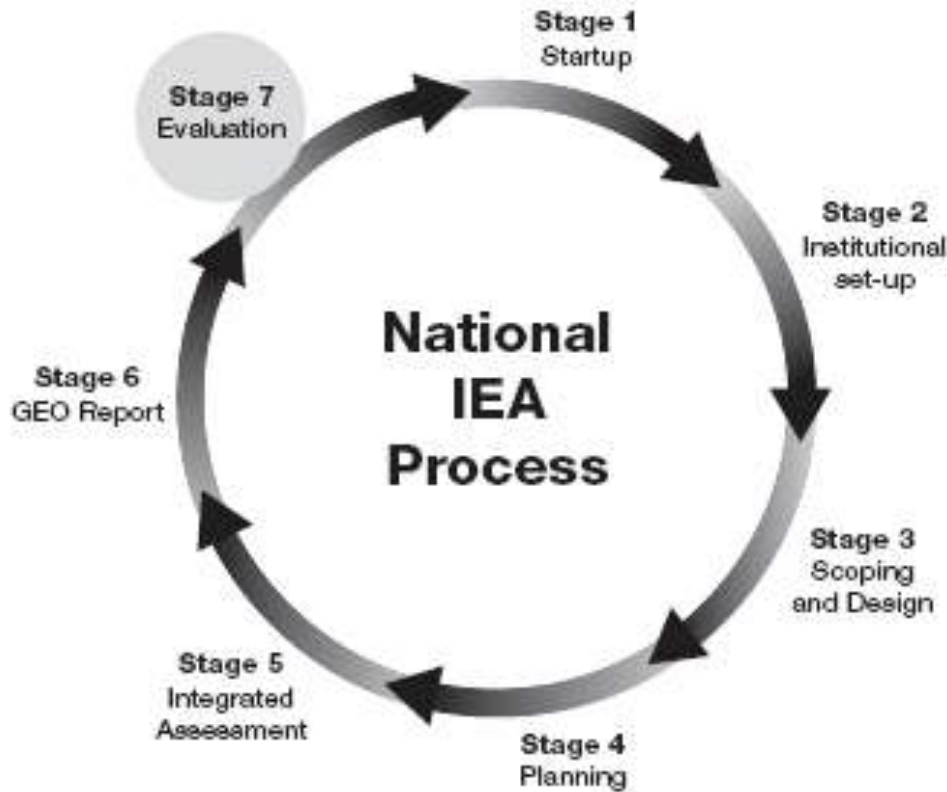 Stage 1
Startup
Stage 2
Institutional
set-up
Stage 3
Scoping
and Design
Stage 4
Planning
Stage 5
Integrated
Assessment
Stage 6
GEO Report
Stage 7
Evaluation
National
IEA
Process